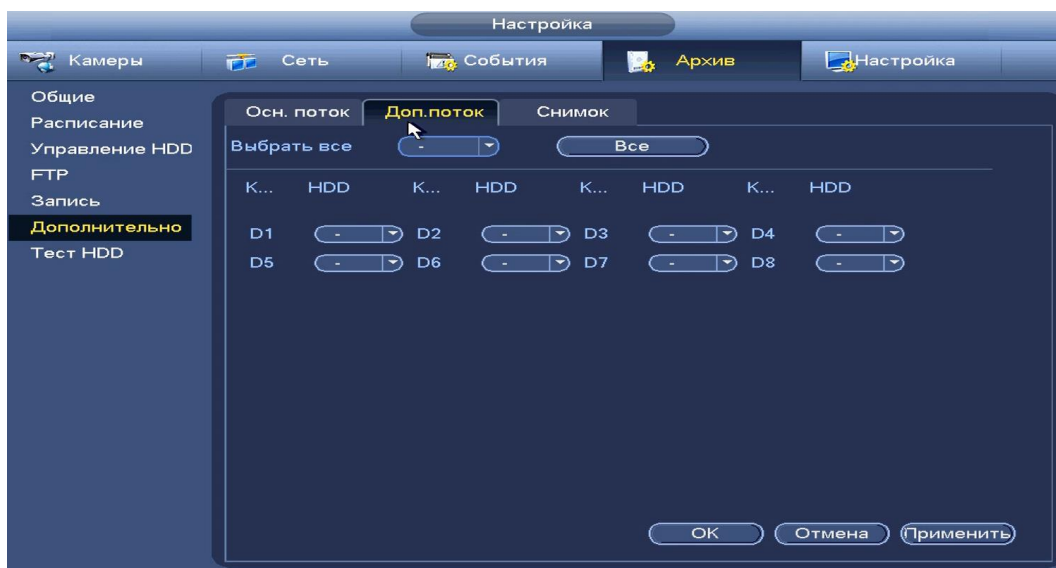 Настройка
Камеры Сеть События Архив Настройка
Общие
Расписание
Управление HDD
FTP
Запись
Дополнительно
Тест HDD
Осн. поток Доп.поток Снимок
Выбрать все - Все
К... HDD К... HDD К... HDD К... HDD
D1 - D2 - D3 - D4 -
D5 - D6 - D7 - D8 -
OK Отмена Применить